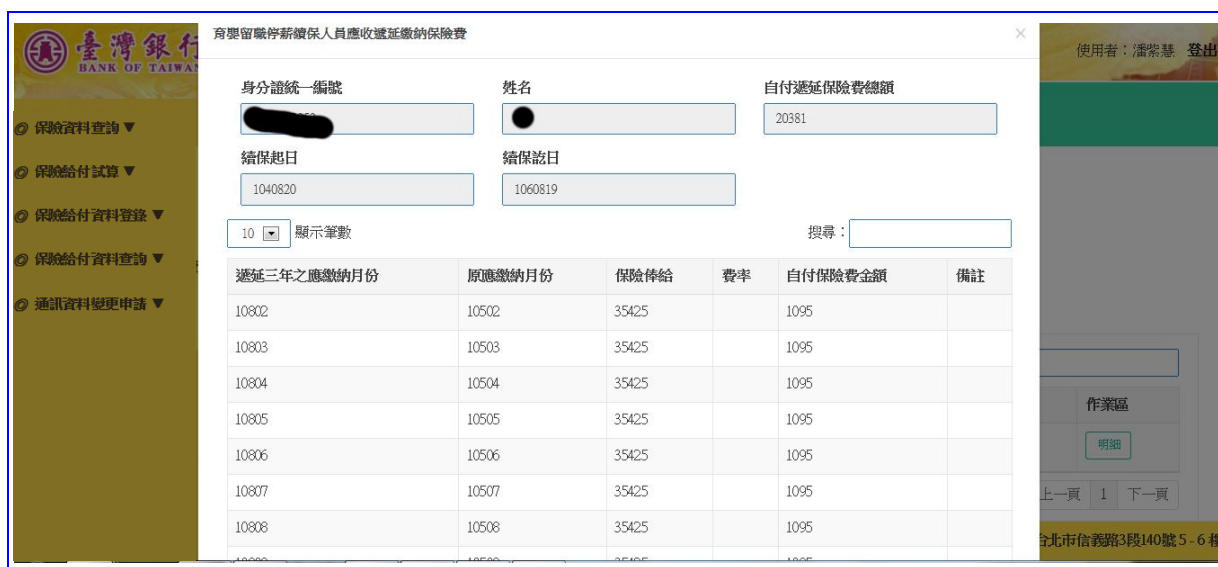 育嬰留職停薪續保人員應收遞延繳納保險費
×
臺灣銀行
BANK OF TAIWAN
使用者：潘紫慧 登出
保險資料查詢▼
保險給付試算▼
保險給付資料登錄▼
保險給付資料查詢▼
通訊資料變更申請▼
身分證統一編號 姓名 自付遞延保險費總額
20381
續保起日 續保訖日
1040820 1060819
10 顯示筆數 搜尋：
遞延三年之應繳納月份 原應繳納月份 保險俸給 費率 自付保險費金額 備註
10802 10502 35425 1095
10803 10503 35425 1095
10804 10504 35425 1095
10805 10505 35425 1095
10806 10506 35425 1095
10807 10507 35425 1095
10808 10508 35425 1095
作業區
明細
上一頁 1 下一頁
台北市信義路3段140號5-6樓